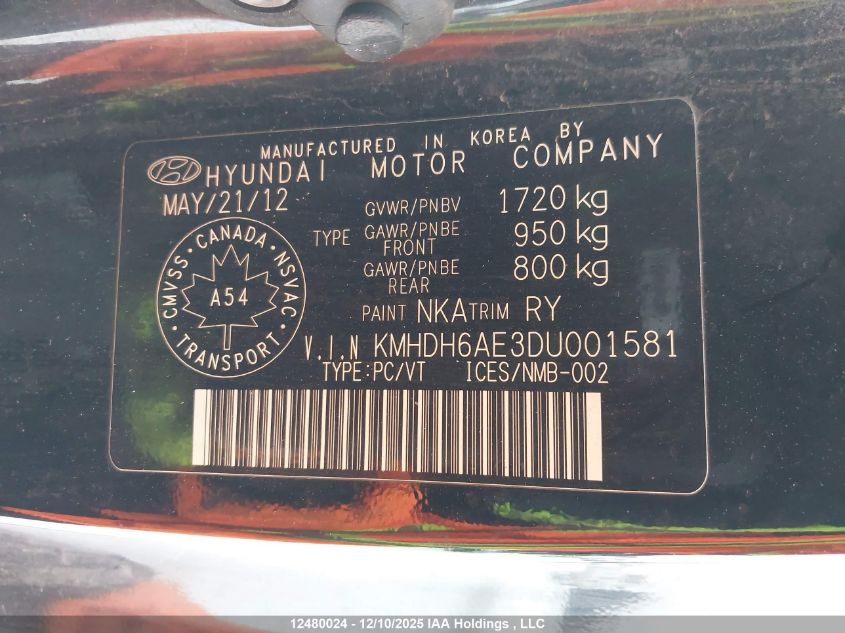 MANUFACTURED IN KOREA BY
HYUNDAI MOTOR COMPANY
MAY/21/12
GVWR/PNBV 1720 kg
TYPE GAWR/PNBE FRONT 950 kg
GAWR/PNBE REAR 800 kg
CMVSS • CANADA • NSVAC • TRANSPORT •
A54
PAINT NKA TRIM RY
V.I.N KMHDH6AE3DU001581
TYPE:PC/VT ICES/NMB-002
12480024 - 12/10/2025 IAA Holdings , LLC